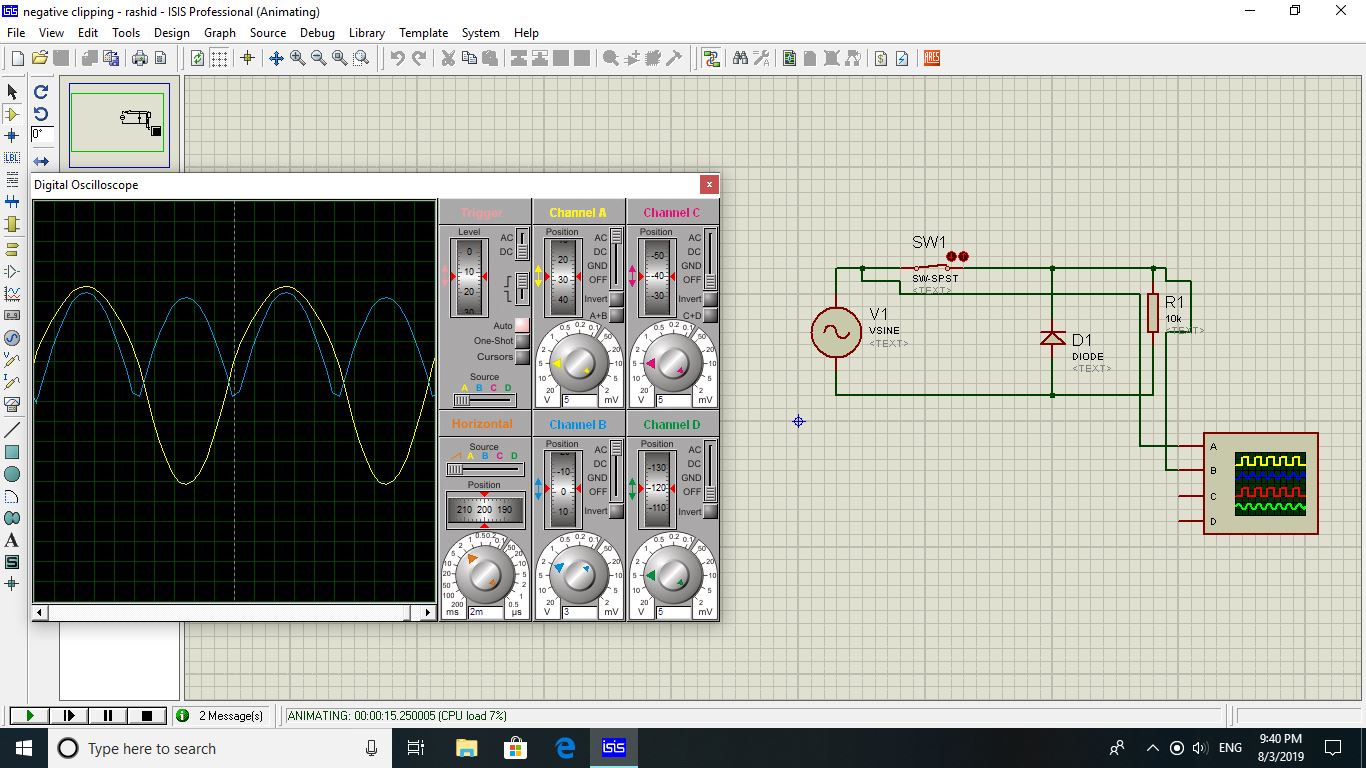 negative clipping - rashid - ISIS Professional (Animating)
File View Edit Tools Design Graph Source Debug Library Template System Help
ARES
0°
LBL
Digital Oscilloscope
Trigger
Level
AC
DC
0
10
20
30
Auto
One-Shot
Cursors
Source
A B C D
Channel A
Position
20
30
40
AC
DC
GND
OFF
Invert
A+B
V 5 mV
Channel C
Position
-50
-40
-30
AC
DC
GND
OFF
Invert
C+D
V 5 mV
Horizontal
Source
A B C D
Position
210 200 190
ms 2m µs
Channel B
Position
-10
0
10
AC
DC
GND
OFF
Invert
V 3 mV
Channel D
Position
-130
-120
-110
AC
DC
GND
OFF
Invert
V 5 mV
SW1
SW-SPST
<TEXT>
V1
VSINE
<TEXT>
D1
DIODE
<TEXT>
R1
10k
<TEXT>
A
B
C
D
2 Message(s)
ANIMATING: 00:00:15.250005 (CPU load 7%)
Type here to search
isis
ENG
9:40 PM
8/3/2019